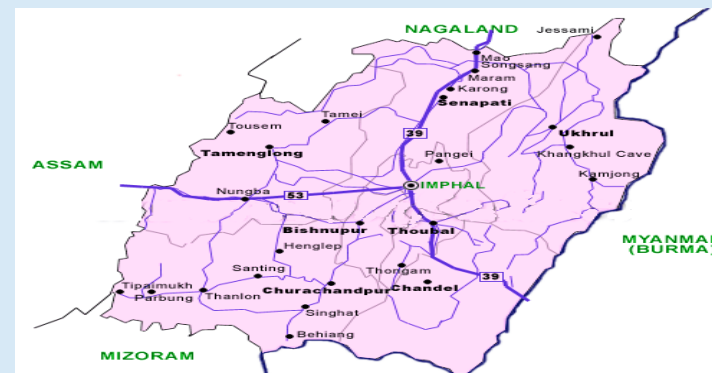 NAGALAND
Jessami
Mao
Songsang
Maram
Karong
Senapati
Tamei
Tousem
39
Ukhrul
Tamenglong
Pangei
Khangkhul Cave
ASSAM
Kamjong
Nungba
53
IMPHAL
Bishnupur
Thoubal
MYANMA
(BURMA)
Henglep
Santing
Thongam
39
Tipaimukh
Parbung
Thanlon
Churachandpur
Chandel
Singhat
Behiang
MIZORAM